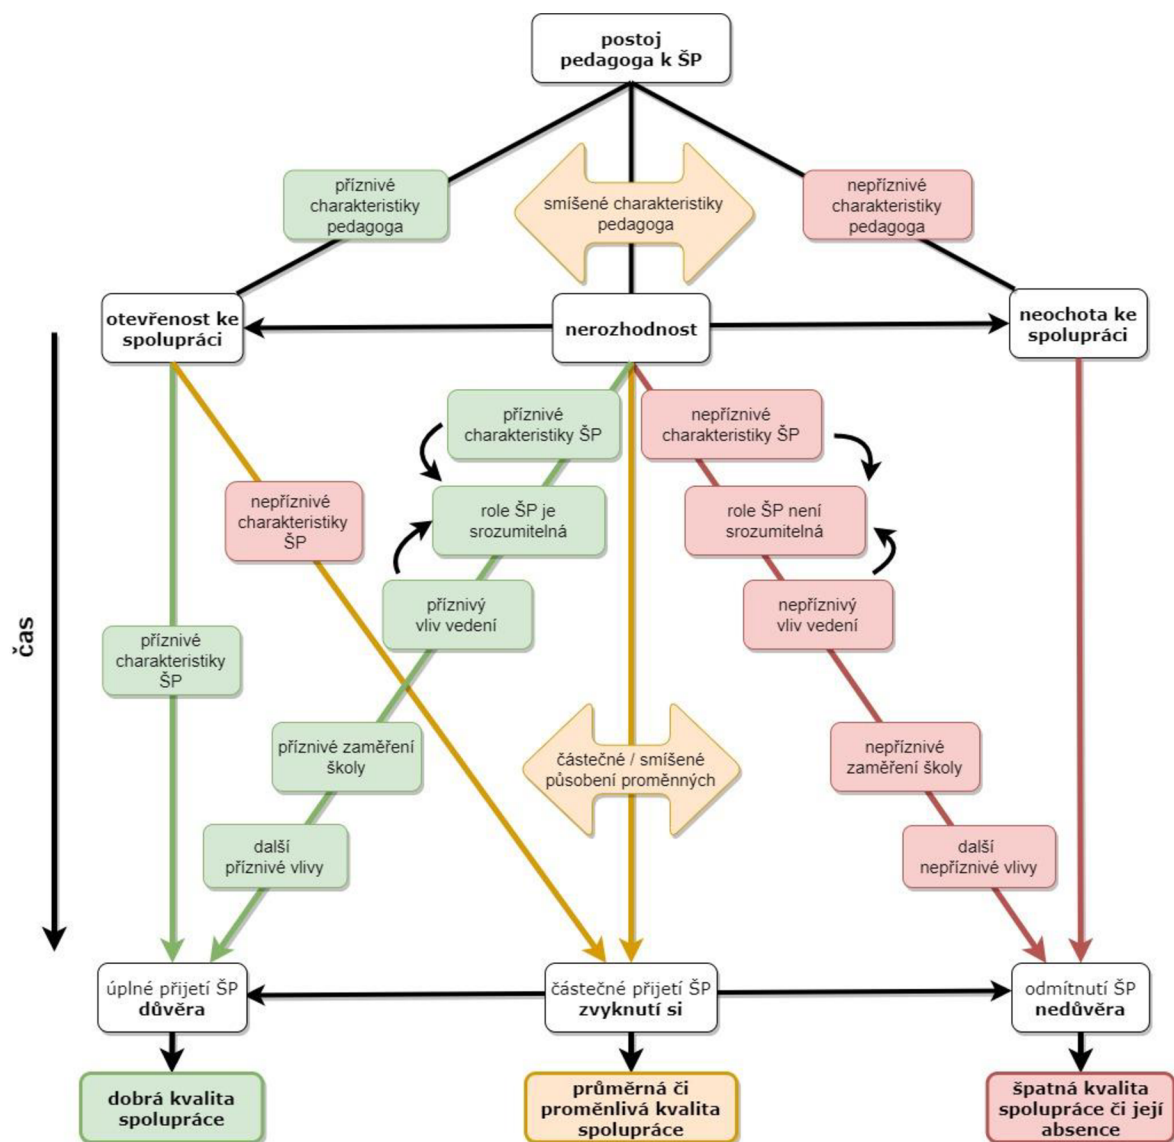 postoj
pedagoga k ŠP
příznivé
charakteristiky
pedagoga
smíšené charakteristiky
pedagoga
nepříznivé
charakteristiky
pedagoga
otevřenost ke
spolupráci
nerozhodnost
neochota ke
spolupráci
čas
příznivé
charakteristiky ŠP
nepříznivé
charakteristiky ŠP
nepříznivé
charakteristiky
ŠP
role ŠP je
srozumitelná
role ŠP není
srozumitelná
příznivý
vliv vedení
nepříznivý
vliv vedení
příznivé
charakteristiky
ŠP
příznivé zaměření
školy
částečné / smíšené
působení proměnných
nepříznivé
zaměření školy
další
příznivé vlivy
další
nepříznivé vlivy
úplné přijetí ŠP
důvěra
částečné přijetí ŠP
zvyknutí si
odmítnutí ŠP
nedůvěra
dobrá kvalita
spolupráce
průměrná či
proměnlivá kvalita
spolupráce
špatná kvalita
spolupráce či její
absence